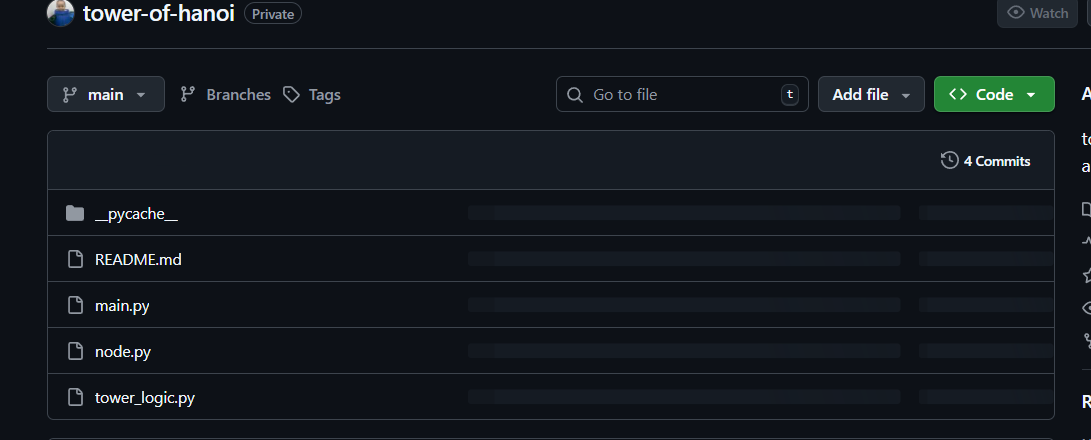 tower-of-hanoi Private Watch
main Branches Tags Go to file t Add file Code
4 Commits
__pycache__
README.md
main.py
node.py
tower_logic.py